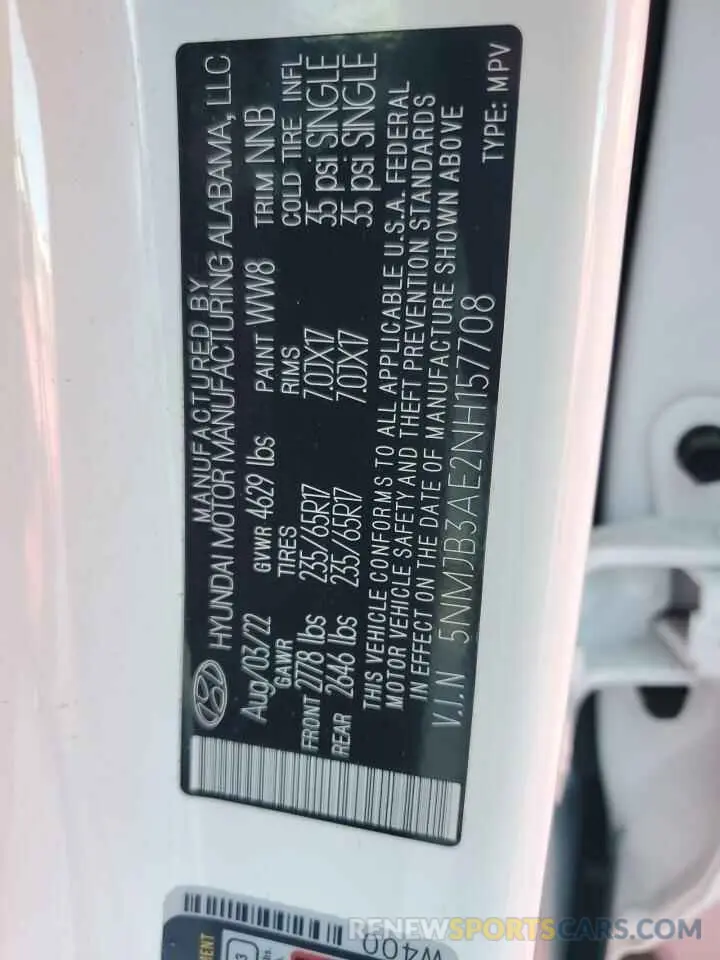 MANUFACTURED BY
HYUNDAI MOTOR MANUFACTURING ALABAMA, LLC
Aug/03/22 GVWR 4629 lbs PAINT WW8 TRIM NNB
GAWR TIRES RIMS COLD TIRE INFL
FRONT 2778 lbs 235/65R17 7.0JX17 35 psi SINGLE
REAR 2646 lbs 235/65R17 7.0JX17 35 psi SINGLE
THIS VEHICLE CONFORMS TO ALL APPLICABLE U.S.A. FEDERAL
MOTOR VEHICLE SAFETY AND THEFT PREVENTION STANDARDS
IN EFFECT ON THE DATE OF MANUFACTURE SHOWN ABOVE
V.I.N 5NMJB3AE2NH157708 TYPE: MPV
W400
RENEWSPORTSCARS.COM